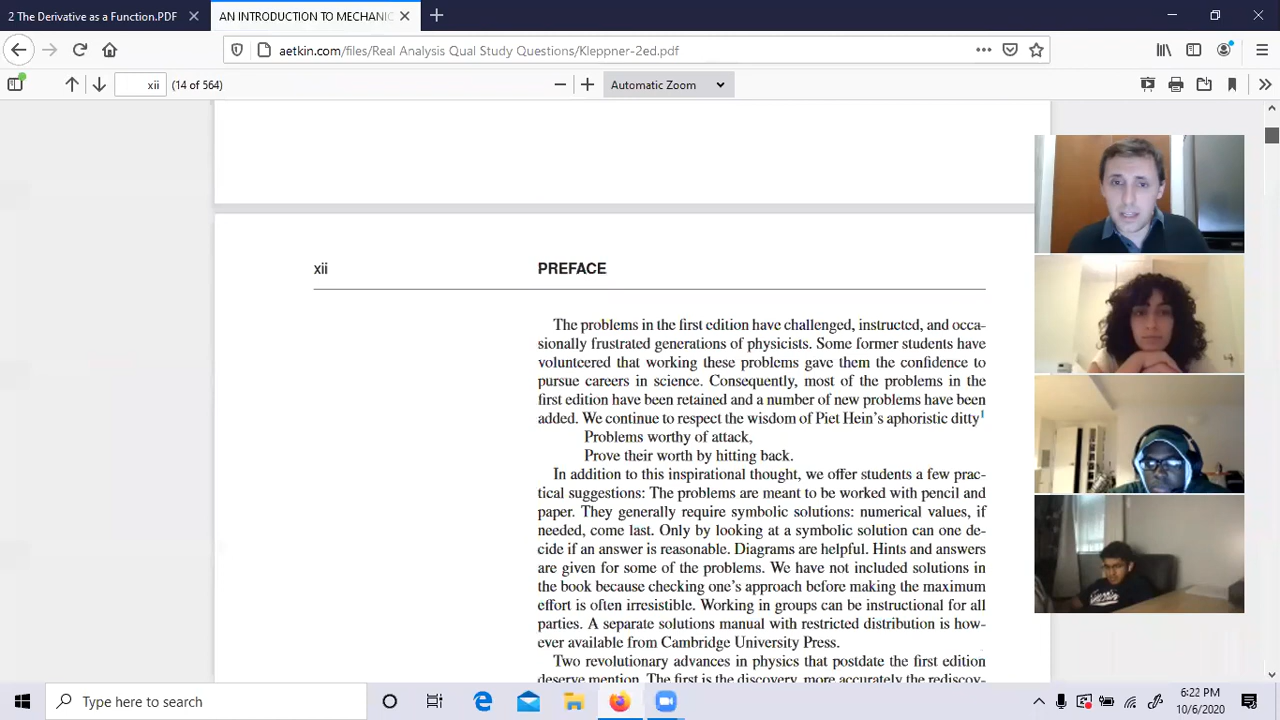 2 The Derivative as a Function.PDF
AN INTRODUCTION TO MECHANIC
aetkin.com/files/Real Analysis Qual Study Questions/Kleppner-2ed.pdf
xii
(14 of 564)
Automatic Zoom
xii
PREFACE
The problems in the first edition have challenged, instructed, and occa-
sionally frustrated generations of physicists. Some former students have
volunteered that working these problems gave them the confidence to
pursue careers in science. Consequently, most of the problems in the
first edition have been retained and a number of new problems have been
added. We continue to respect the wisdom of Piet Hein's aphoristic ditty1
Problems worthy of attack,
Prove their worth by hitting back.
In addition to this inspirational thought, we offer students a few prac-
tical suggestions: The problems are meant to be worked with pencil and
paper. They generally require symbolic solutions: numerical values, if
needed, come last. Only by looking at a symbolic solution can one de-
cide if an answer is reasonable. Diagrams are helpful. Hints and answers
are given for some of the problems. We have not included solutions in
the book because checking one's approach before making the maximum
effort is often irresistible. Working in groups can be instructional for all
parties. A separate solutions manual with restricted distribution is how-
ever available from Cambridge University Press.
Two revolutionary advances in physics that postdate the first edition
deserve mention. The first is the discovery, more accurately the rediscov-
Type here to search
6:22 PM
10/6/2020